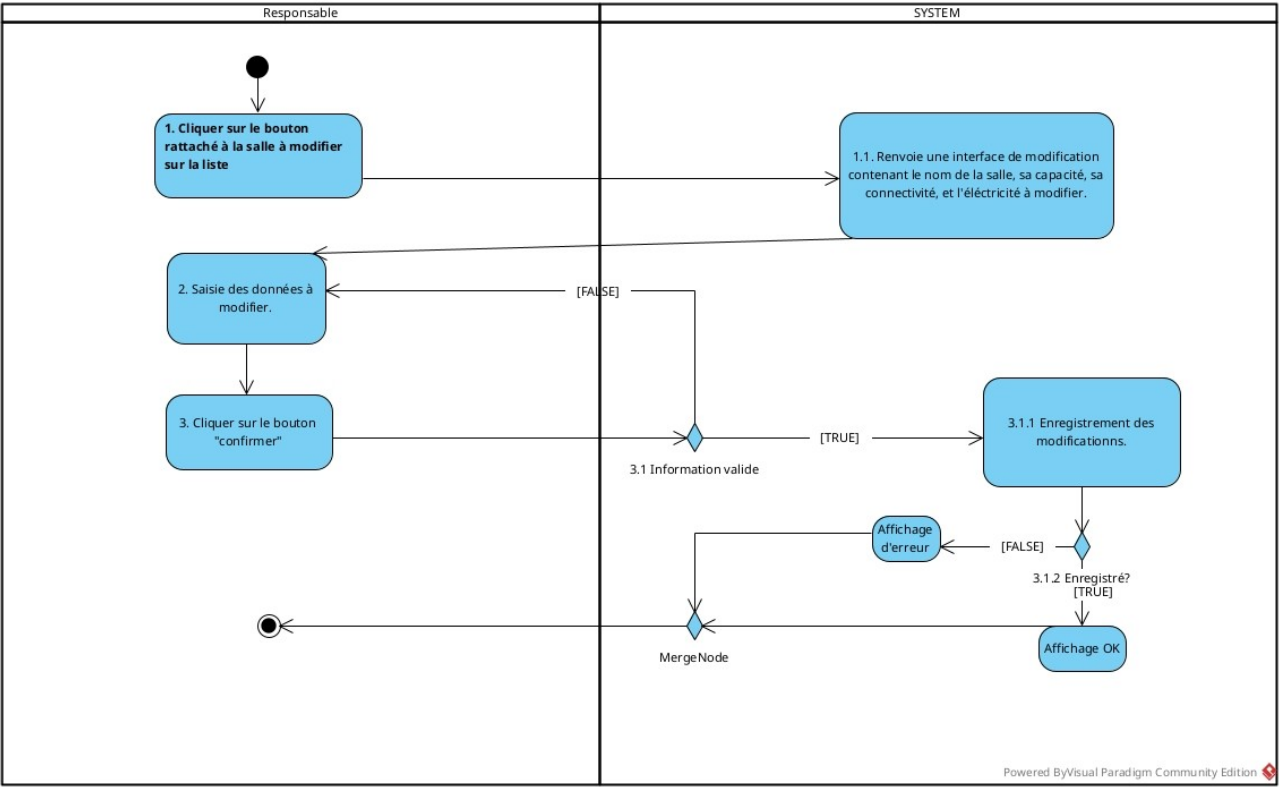 Responsable
SYSTEM
1. Cliquer sur le bouton
rattaché à la salle à modifier
sur la liste
1.1. Renvoie une interface de modification
contenant le nom de la salle, sa capacité, sa
connectivité, et l'éléctricité à modifier.
2. Saisie des données à
modifier.
[FALSE]
3. Cliquer sur le bouton
"confirmer"
3.1 Information valide
[TRUE]
3.1.1 Enregistrement des
modificationns.
Affichage
d'erreur
[FALSE]
3.1.2 Enregistré?
[TRUE]
MergeNode
Affichage OK
Powered ByVisual Paradigm Community Edition